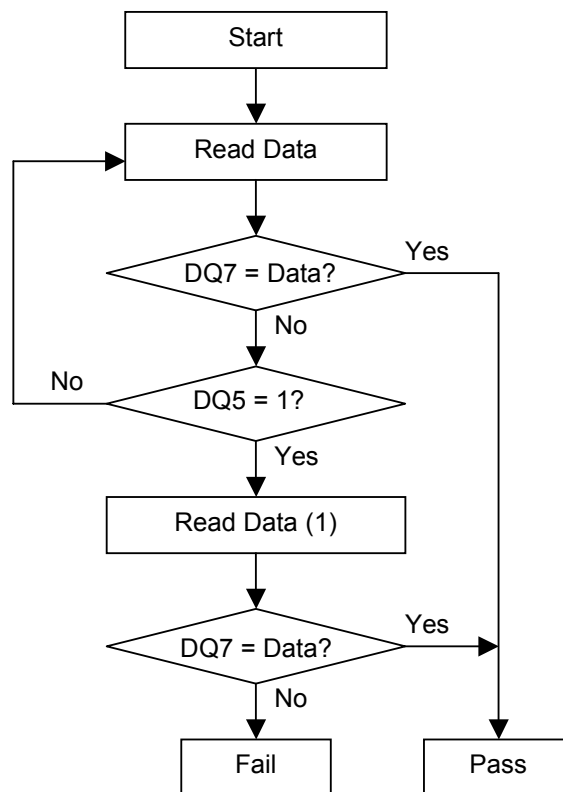 Start
Read Data
Yes
DQ7 = Data?
No
No
DQ5 = 1?
Yes
Read Data (1)
Yes
DQ7 = Data?
No
Fail
Pass